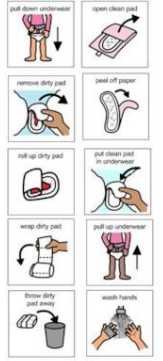 pull down underwear
open clean pad
remove dirty pad
peel off paper
roll up dirty pad
put clean pad
in underwear
wrap dirty pad
pull up underwear
throw dirty
pad away
wash hands